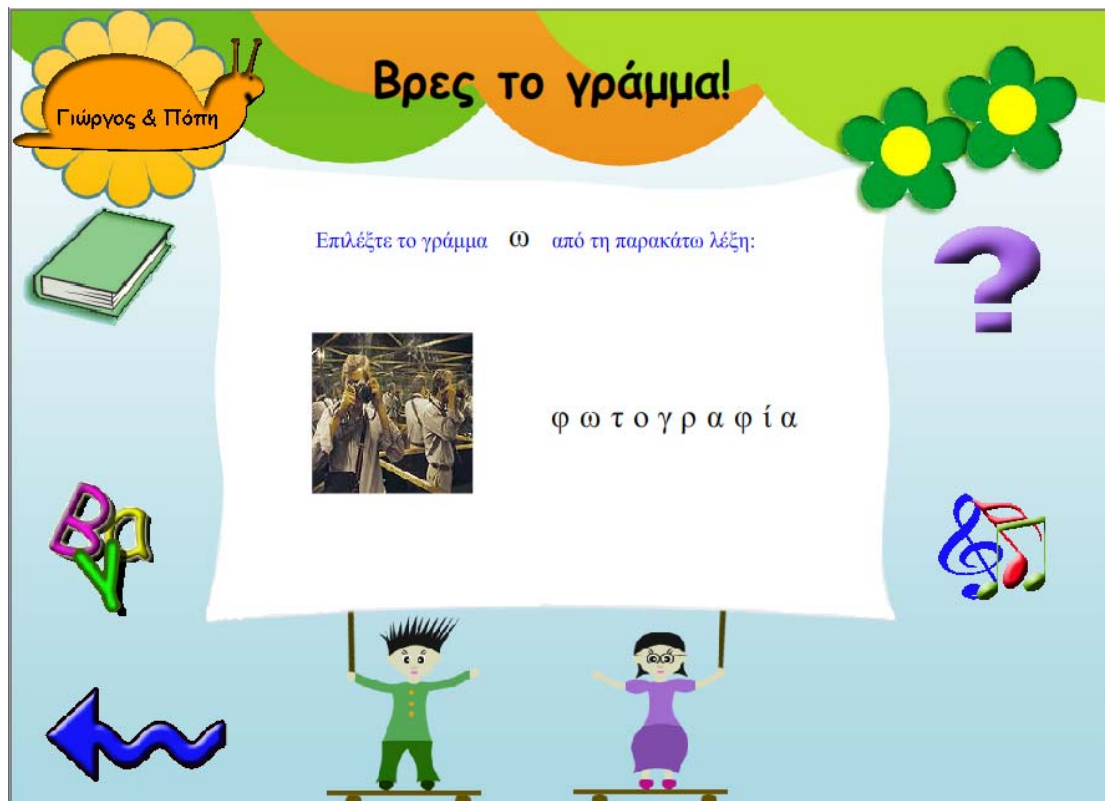 Βρες το γράμμα!
Γιώργος & Πόπη
Επιλέξτε το γράμμα ω από τη παρακάτω λέξη:
φ ω τ ο γ ρ α φ ί α